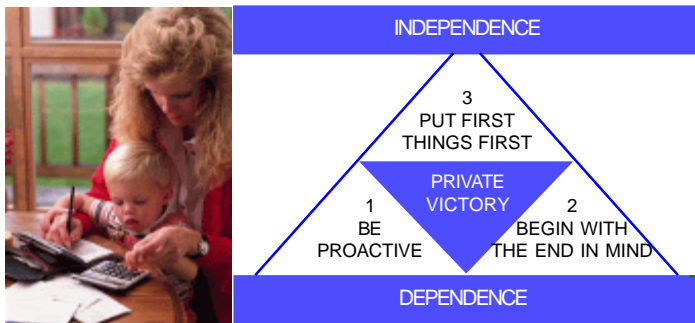 INDEPENDENCE
3
PUT FIRST
THINGS FIRST
PRIVATE
VICTORY
1
BE
PROACTIVE
2
BEGIN WITH
THE END IN MIND
DEPENDENCE